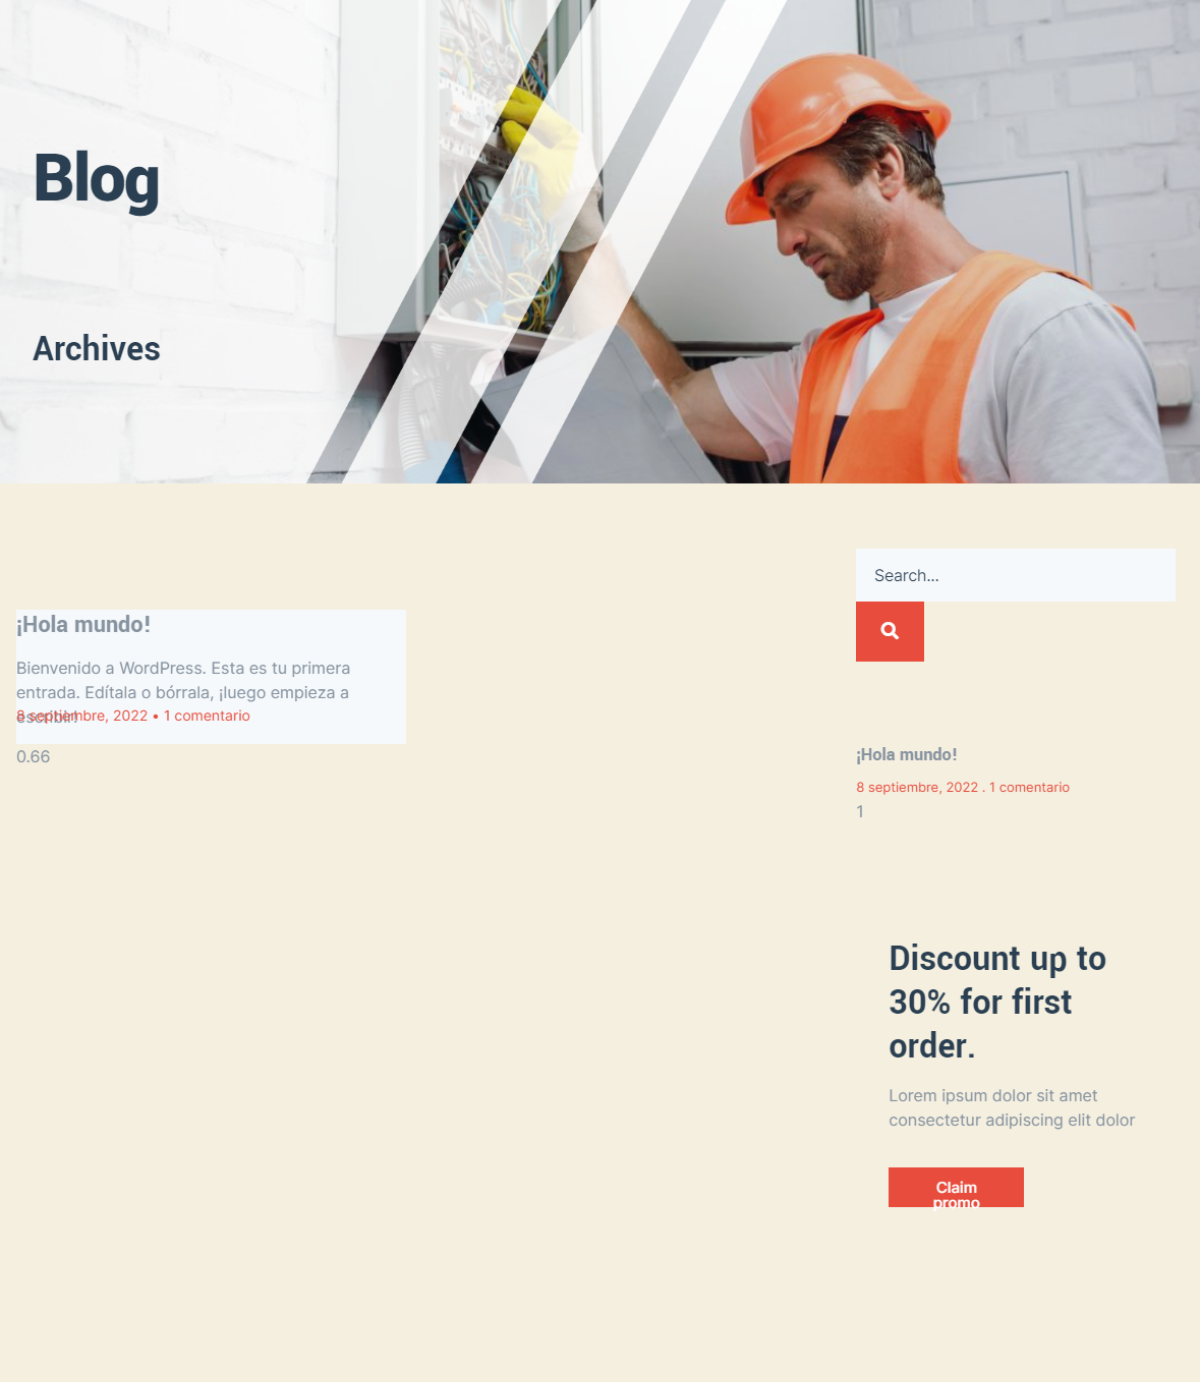 Blog
Archives
Search...
¡Hola mundo!
Bienvenido a WordPress. Esta es tu primera
entrada. Edítala o bórrala, ¡luego empieza a
escribir!
8 septiembre, 2022 • 1 comentario
0.66
¡Hola mundo!
8 septiembre, 2022 . 1 comentario
1
Discount up to
30% for first
order.
Lorem ipsum dolor sit amet
consectetur adipiscing elit dolor
Claim
promo